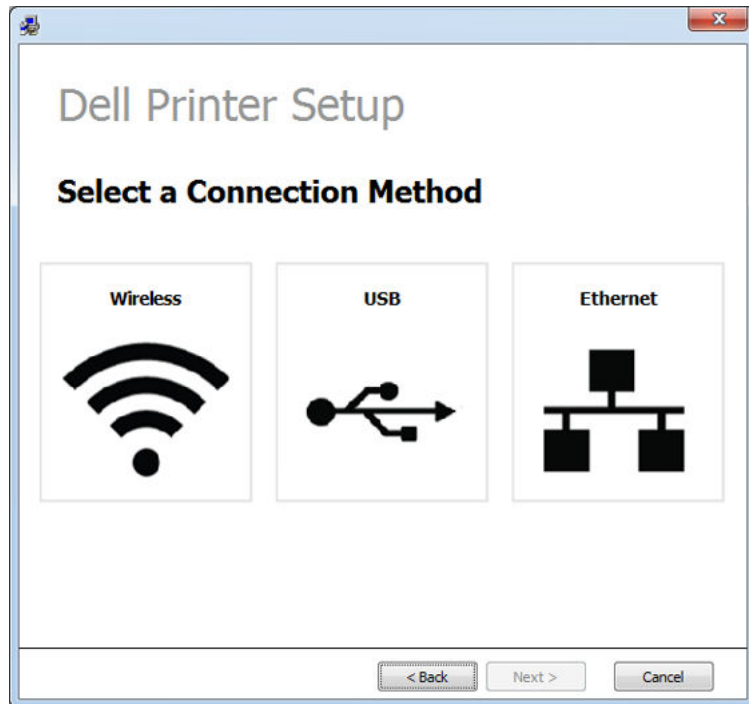 Dell Printer Setup
Select a Connection Method
Wireless
USB
Ethernet
< Back
Next >
Cancel